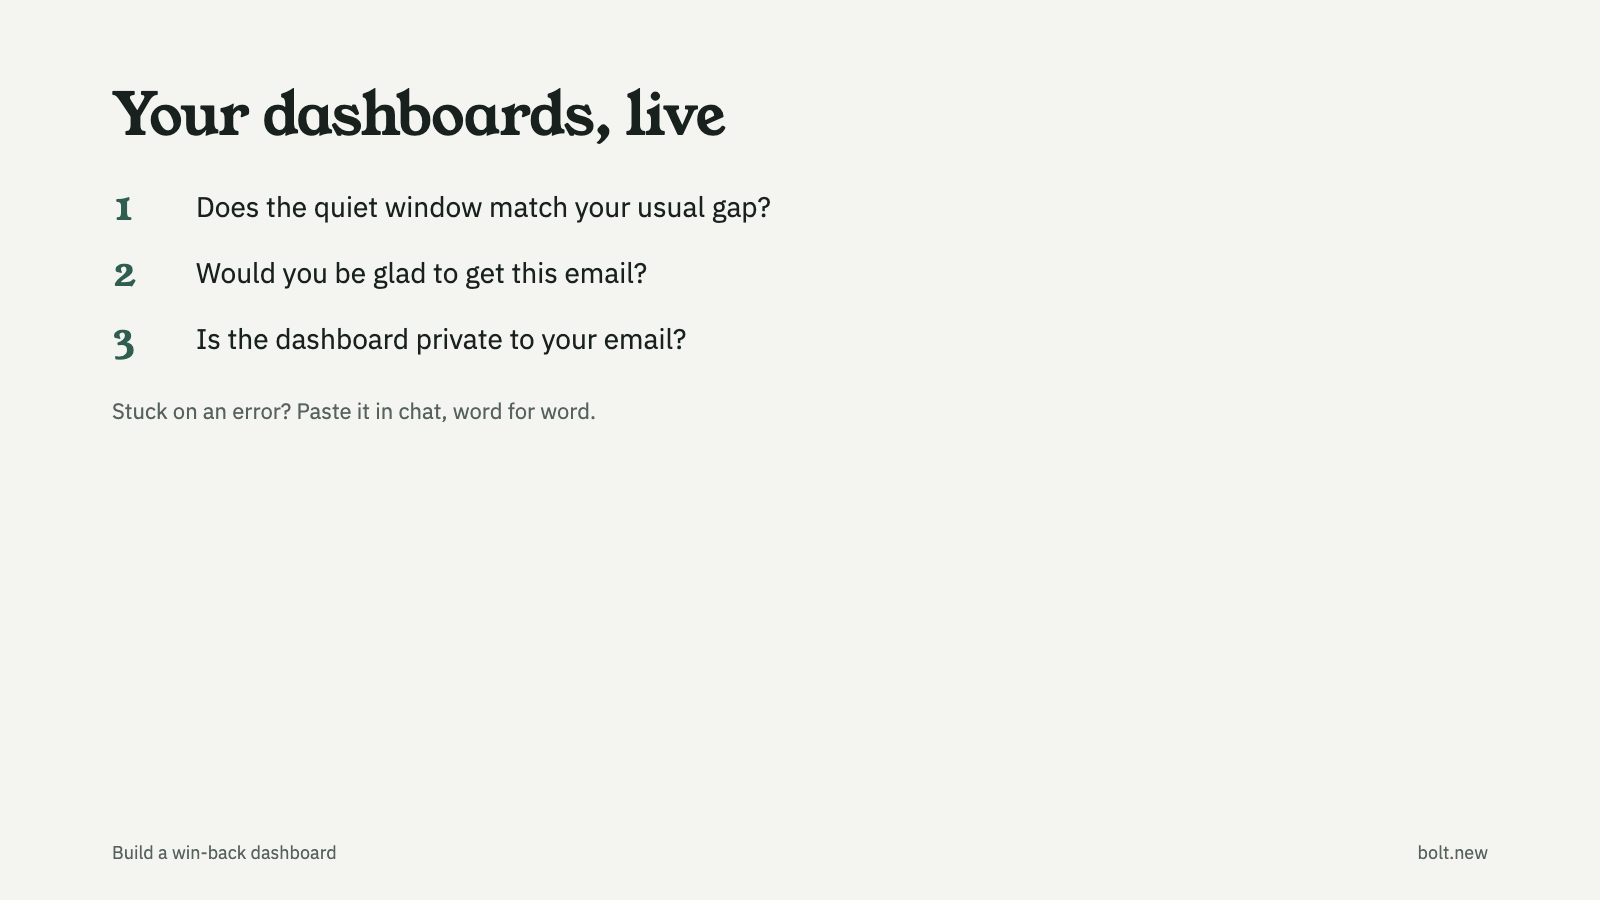 Your dashboards, live
1 Does the quiet window match your usual gap?
2 Would you be glad to get this email?
3 Is the dashboard private to your email?
Stuck on an error? Paste it in chat, word for word.
Build a win-back dashboard
bolt.new